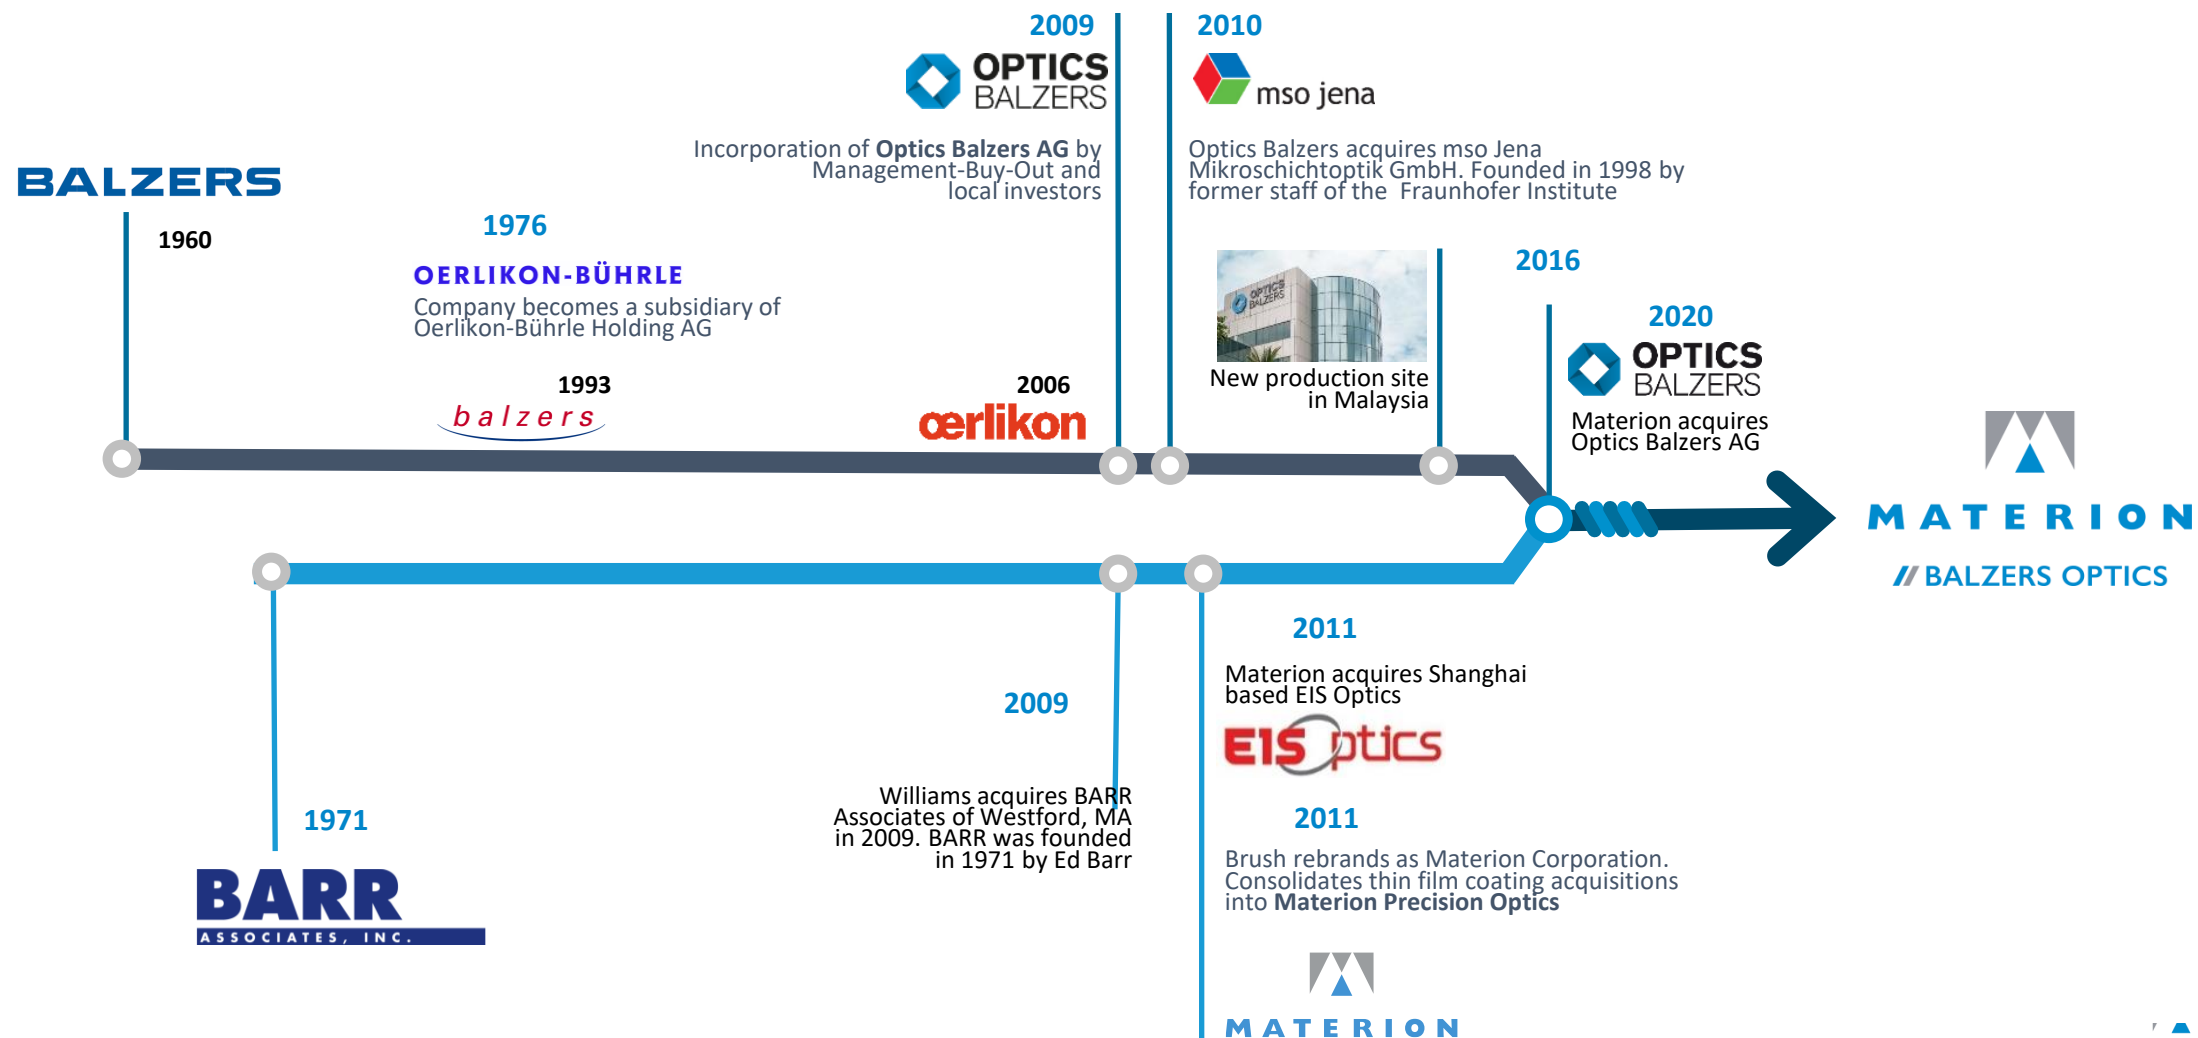 BALZERS
1960
1976
OERLIKON-BÜHRLE
Company becomes a subsidiary of
Oerlikon-Bührle Holding AG
1993
balzers
2006
œrlikon
2009
OPTICS
BALZERS
Incorporation of Optics Balzers AG by
Management-Buy-Out and
local investors
2010
mso jena
Optics Balzers acquires mso Jena
Mikroschichtoptik GmbH. Founded in 1998 by
former staff of the Fraunhofer Institute
OPTICS
BALZERS
New production site
in Malaysia
2016
2020
OPTICS
BALZERS
Materion acquires
Optics Balzers AG
MATERION
// BALZERS OPTICS
1971
BARR
ASSOCIATES, INC.
2009
Williams acquires BARR
Associates of Westford, MA
in 2009. BARR was founded
in 1971 by Ed Barr
2011
Materion acquires Shanghai
based EIS Optics
EIS Optics
2011
Brush rebrands as Materion Corporation.
Consolidates thin film coating acquisitions
into Materion Precision Optics
MATERION